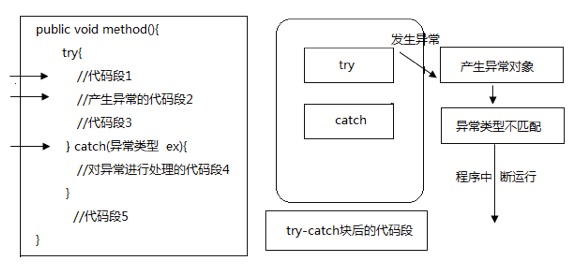 public void method(){
try{
//代码段1
//产生异常的代码段2
//代码段3
} catch(异常类型 ex){
//对异常进行处理的代码段4
}
//代码段5
}
发生异常
try
catch
try-catch块后的代码段
产生异常对象
异常类型不匹配
程序中 断运行